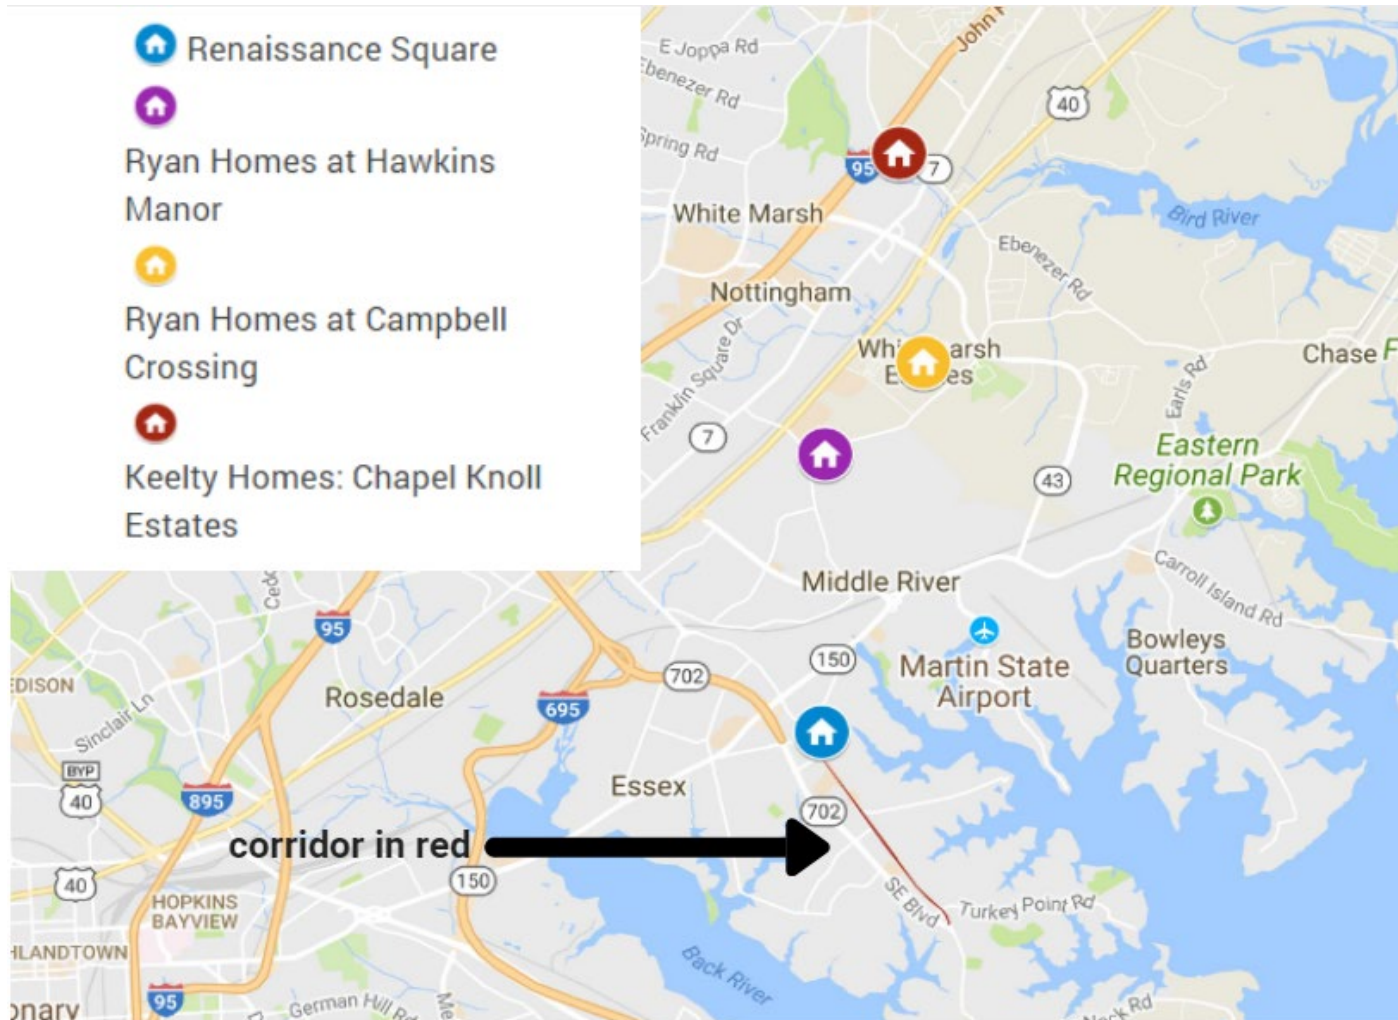 Renaissance Square
Ryan Homes at Hawkins
Manor
Ryan Homes at Campbell
Crossing
Keelty Homes: Chapel Knoll
Estates
E Joppa Rd
Ebenezer Rd
Spring Rd
John F
40
95
7
White Marsh
Bird River
Ebenezer Rd
Nottingham
Franklin Square Dr
Chase
Earls Rd
7
43
Eastern
Regional Park
Middle River
Carroll Island Rd
95
150
Bowleys
Quarters
702
Martin State
Airport
EDISON
Rosedale
695
Sinclair Ln
BYP
40
895
Essex
702
corridor in red
150
40
SE Blvd
Turkey Point Rd
HOPKINS
BAYVIEW
HLANDTOWN
Back River
95
German Hill Rd